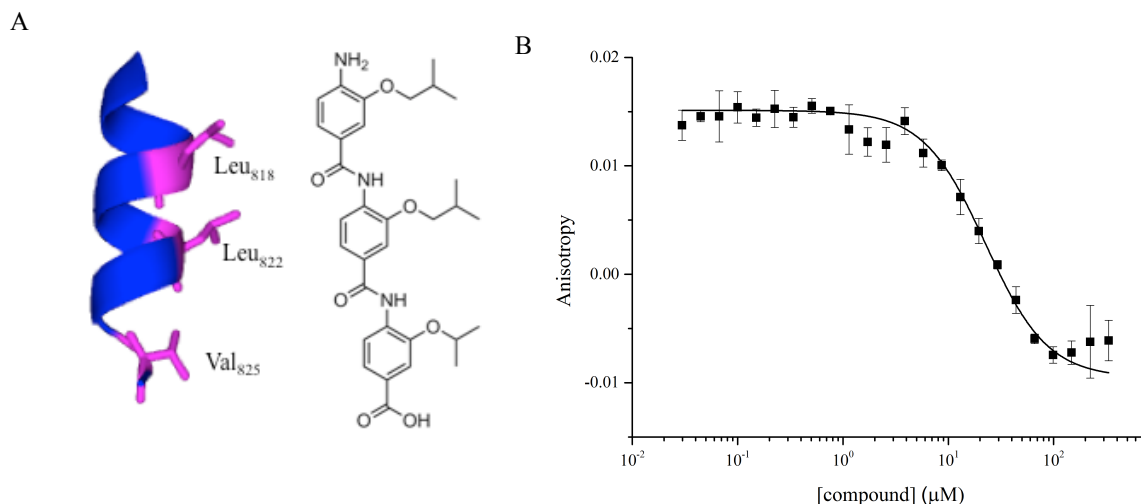 A
Leu818
Leu822
Val825
NH2
O
O
NH
O
O
NH
O
O
OH
B
Anisotropy
0.02
0.01
0.00
-0.01
10-2
10-1
100
101
102
[compound] (μM)